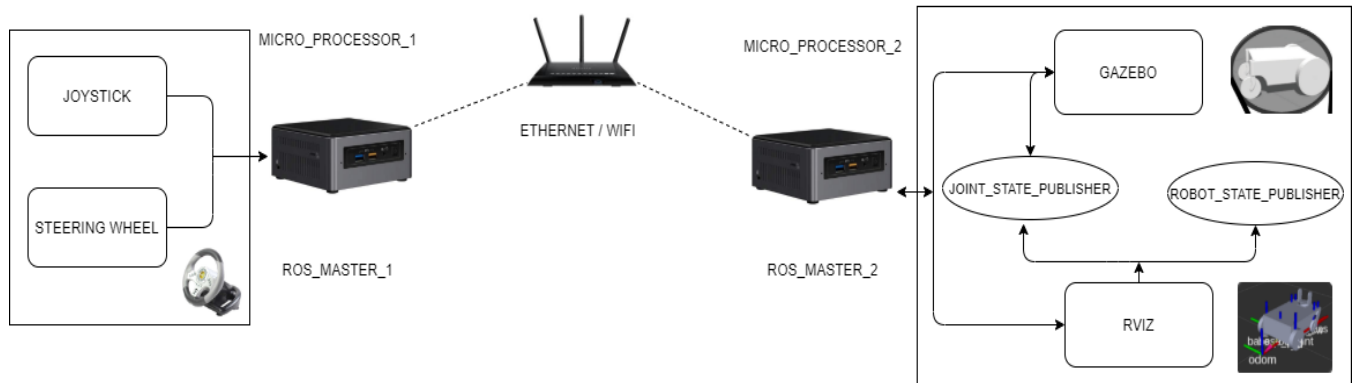 MICRO_PROCESSOR_1
MICRO_PROCESSOR_2
JOYSTICK
GAZEBO
ETHERNET / WIFI
JOINT_STATE_PUBLISHER
ROBOT_STATE_PUBLISHER
STEERING WHEEL
ROS_MASTER_1
ROS_MASTER_2
RVIZ
odom